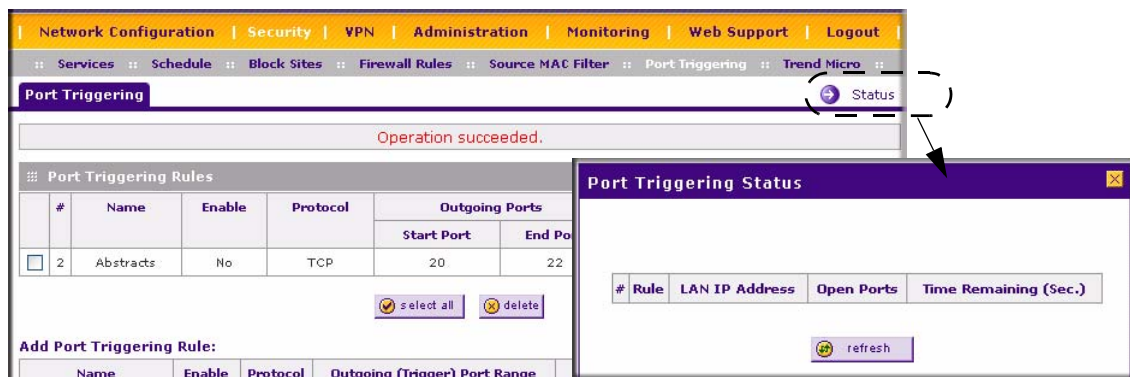 Network Configuration | Security | VPN | Administration | Monitoring | Web Support | Logout
:: Services :: Schedule :: Block Sites :: Firewall Rules :: Source MAC Filter :: Port Triggering :: Trend Micro ::
Port Triggering
Status
Operation succeeded.
Port Triggering Rules
# Name Enable Protocol Outgoing Ports
Start Port End Po
2 Abstracts No TCP 20 22
select all delete
Add Port Triggering Rule:
Name Enable Protocol Outgoing (Trigger) Port Range
Port Triggering Status
# Rule LAN IP Address Open Ports Time Remaining (Sec.)
refresh